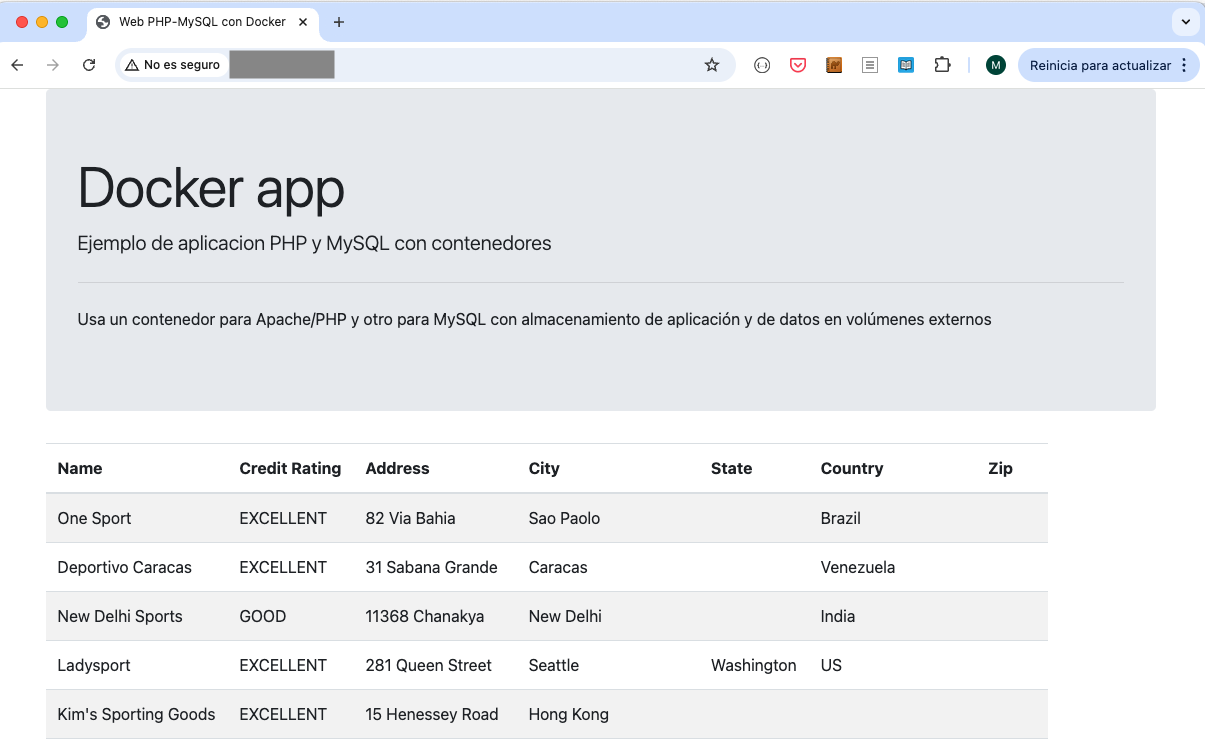 Web PHP-MySQL con Docker
No es seguro
M
Reinicia para actualizar
Docker app
Ejemplo de aplicacion PHP y MySQL con contenedores
Usa un contenedor para Apache/PHP y otro para MySQL con almacenamiento de aplicación y de datos en volúmenes externos
Name Credit Rating Address City State Country Zip
One Sport EXCELLENT 82 Via Bahia Sao Paolo Brazil
Deportivo Caracas EXCELLENT 31 Sabana Grande Caracas Venezuela
New Delhi Sports GOOD 11368 Chanakya New Delhi India
Ladysport EXCELLENT 281 Queen Street Seattle Washington US
Kim's Sporting Goods EXCELLENT 15 Henessey Road Hong Kong